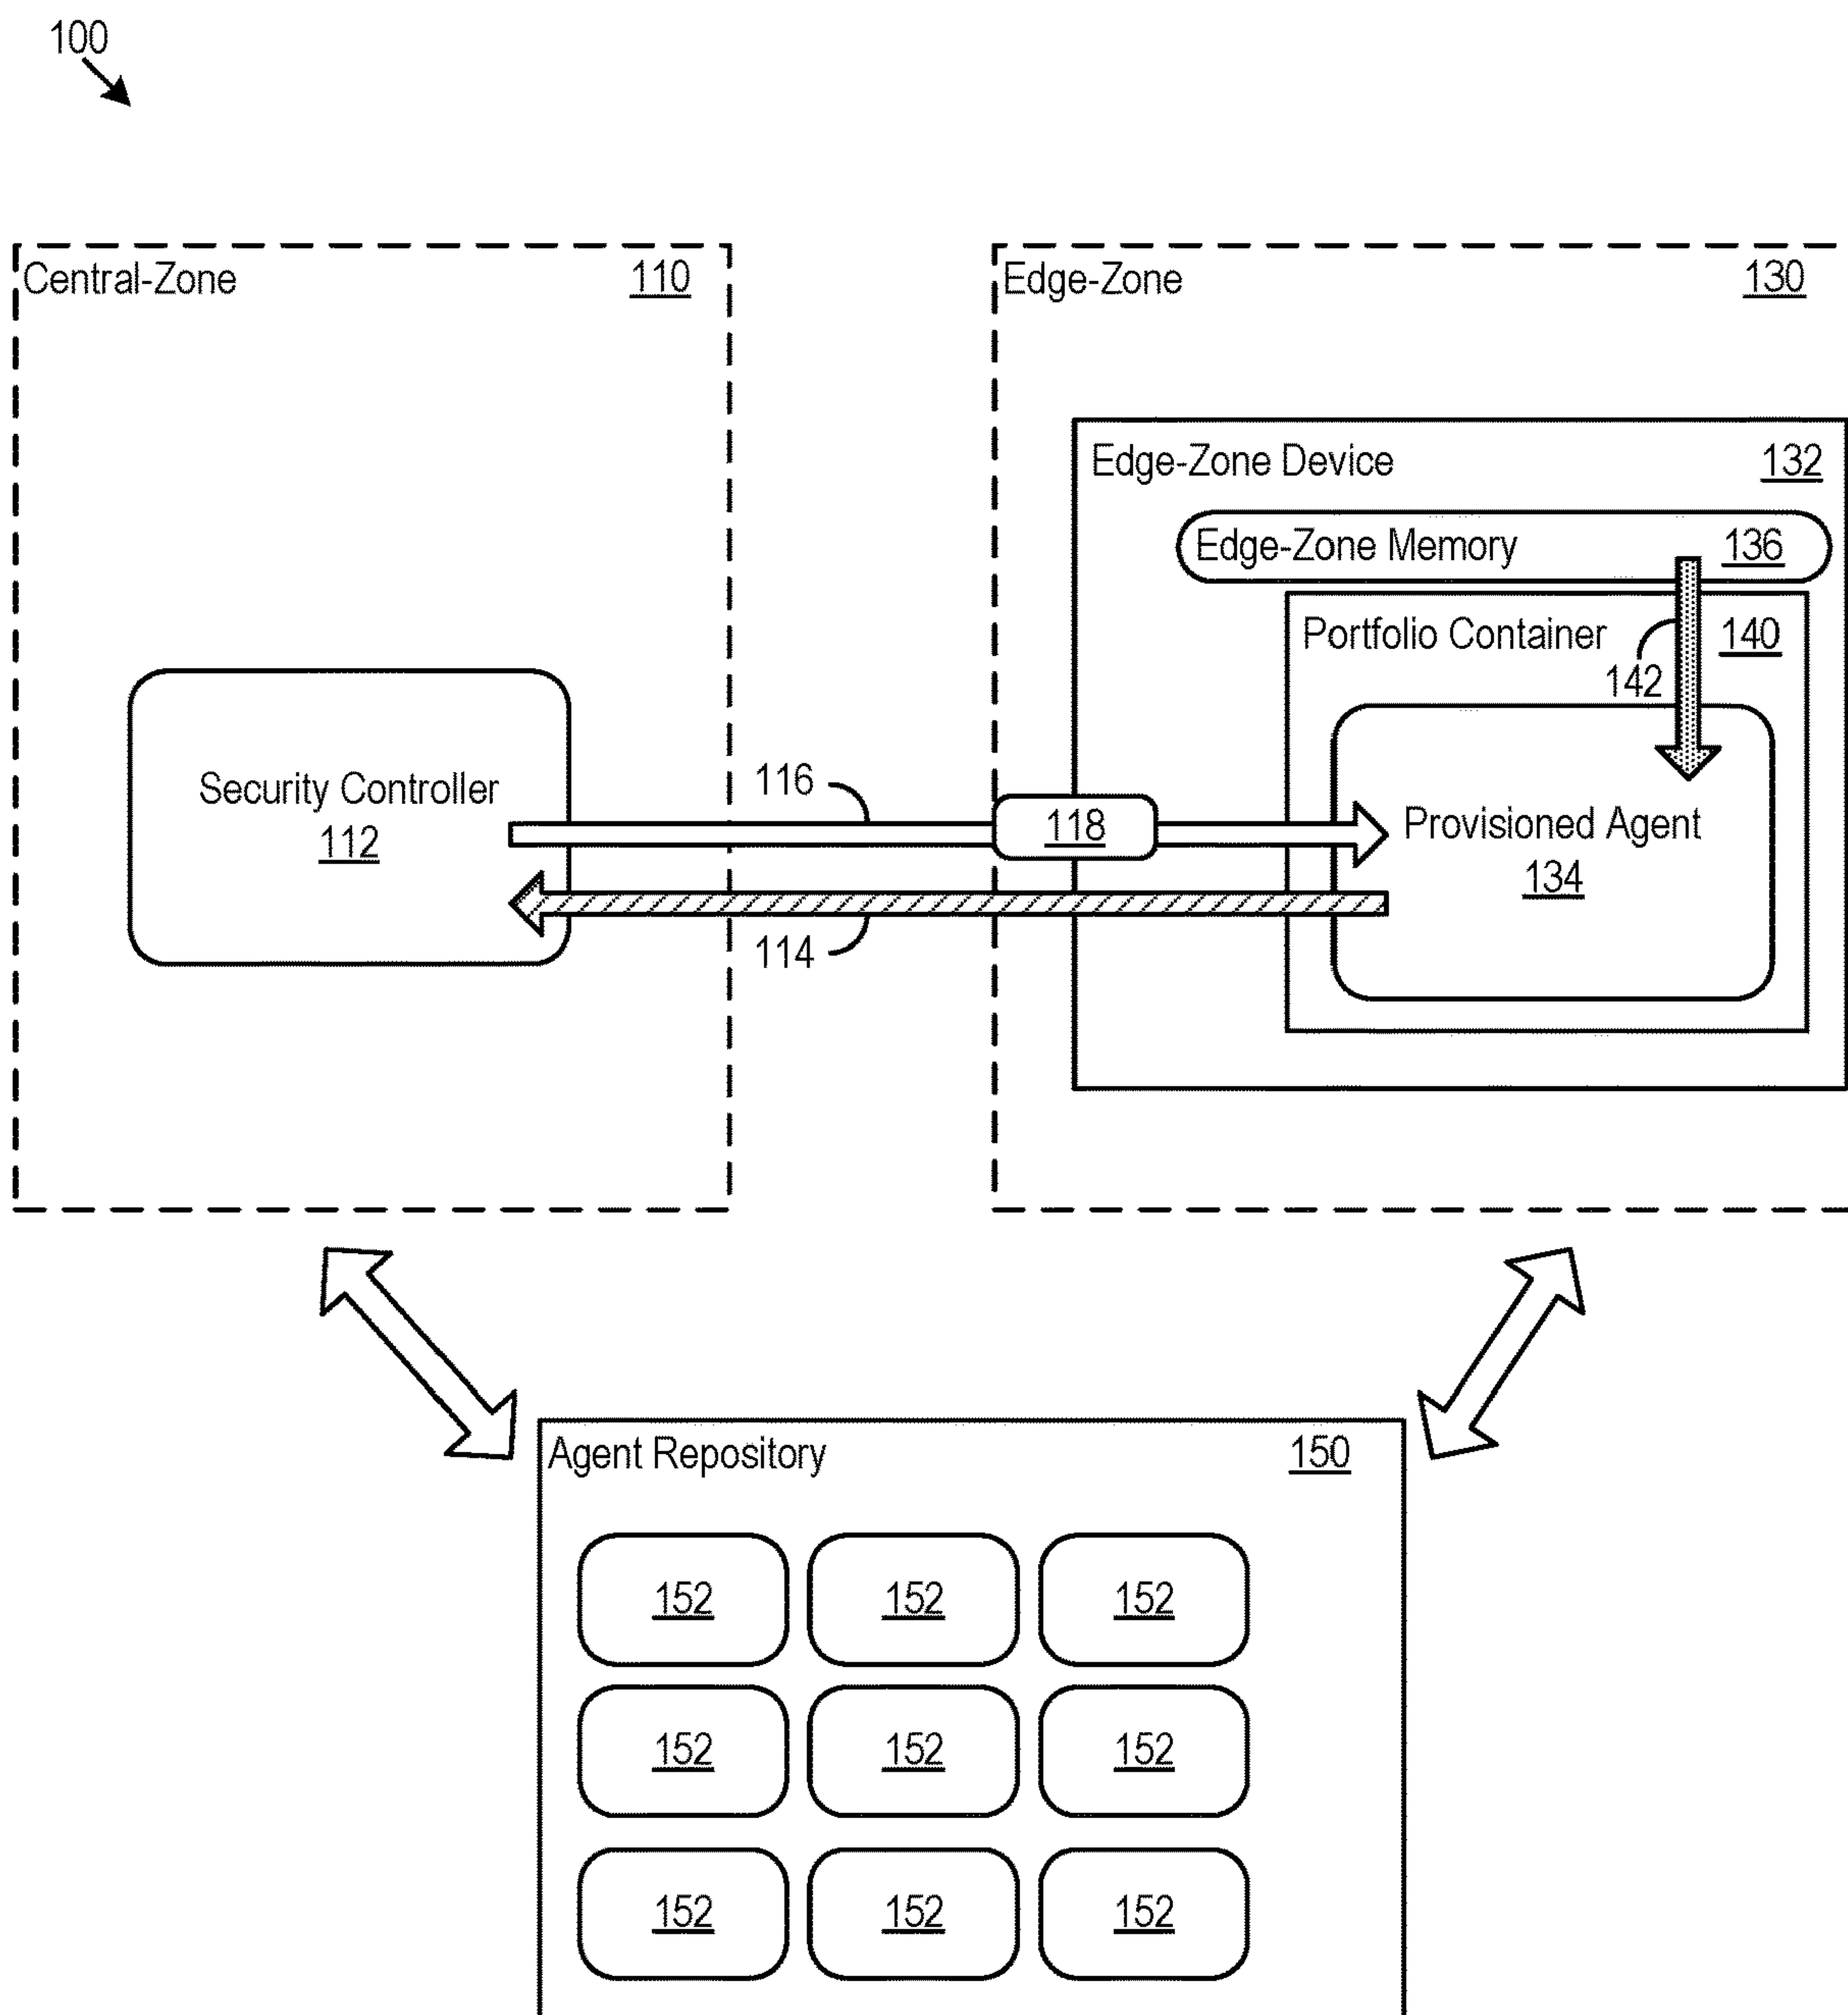 100
Central-Zone 110
Edge-Zone 130
Edge-Zone Device 132
Edge-Zone Memory 136
Portfolio Container 140
142
Security Controller
112
116
118
Provisioned Agent
134
114
Agent Repository 150
152 152 152
152 152 152
152 152 152